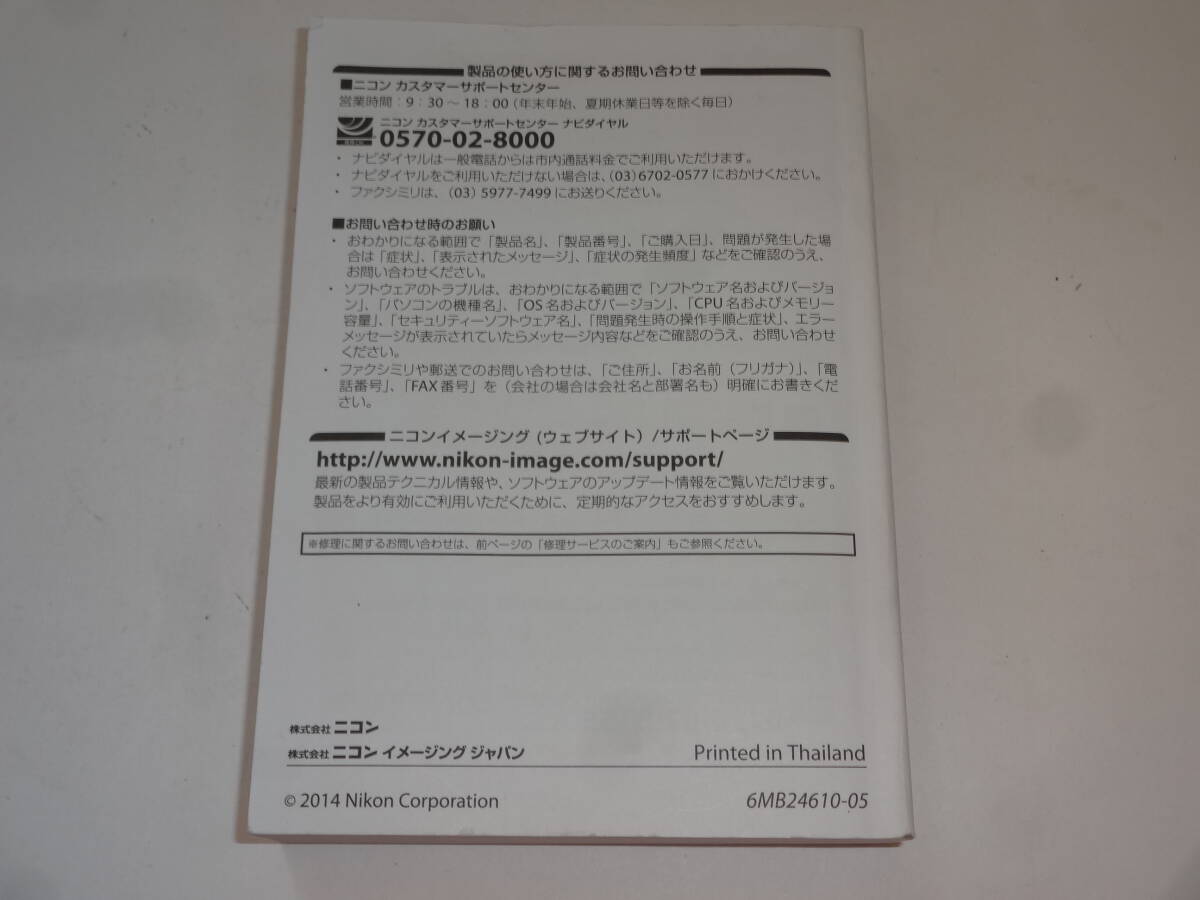 製品の使い方に関するお問い合わせ
■ニコン カスタマーサポートセンター
営業時間：9：30～18：00（年末年始、夏期休業日等を除く毎日）
ニコン カスタマーサポートセンター ナビダイヤル
0570-02-8000
・ ナビダイヤルは一般電話からは市内通話料金でご利用いただけます。
・ ナビダイヤルをご利用いただけない場合は、(03)6702-0577 におかけください。
・ ファクシミリは、(03) 5977-7499 にお送りください。
■お問い合わせ時のお願い
・ おわかりになる範囲で「製品名」、「製品番号」、「ご購入日」、問題が発生した場
合は「症状」、「表示されたメッセージ」、「症状の発生頻度」などをご確認のうえ、
お問い合わせください。
・ ソフトウェアのトラブルは、おわかりになる範囲で「ソフトウェア名およびバージョ
ン」、「パソコンの機種名」、「OS 名およびバージョン」、「CPU 名およびメモリー
容量」、「セキュリティーソフトウェア名」、「問題発生時の操作手順と症状」、エラー
メッセージが表示されていたらメッセージ内容などをご確認のうえ、お問い合わせ
ください。
・ ファクシミリや郵送でのお問い合わせは、「ご住所」、「お名前（フリガナ）」、「電
話番号」、「FAX 番号」を（会社の場合は会社名と部署名も）明確にお書きくだ
さい。
ニコンイメージング（ウェブサイト）/サポートページ
http://www.nikon-image.com/support/
最新の製品テクニカル情報や、ソフトウェアのアップデート情報をご覧いただけます。
製品をより有効にご利用いただくために、定期的なアクセスをおすすめします。
※修理に関するお問い合わせは、前ページの「修理サービスのご案内」もご参照ください。
株式会社 ニコン
株式会社 ニコン イメージング ジャパン
Printed in Thailand
© 2014 Nikon Corporation
6MB24610-05